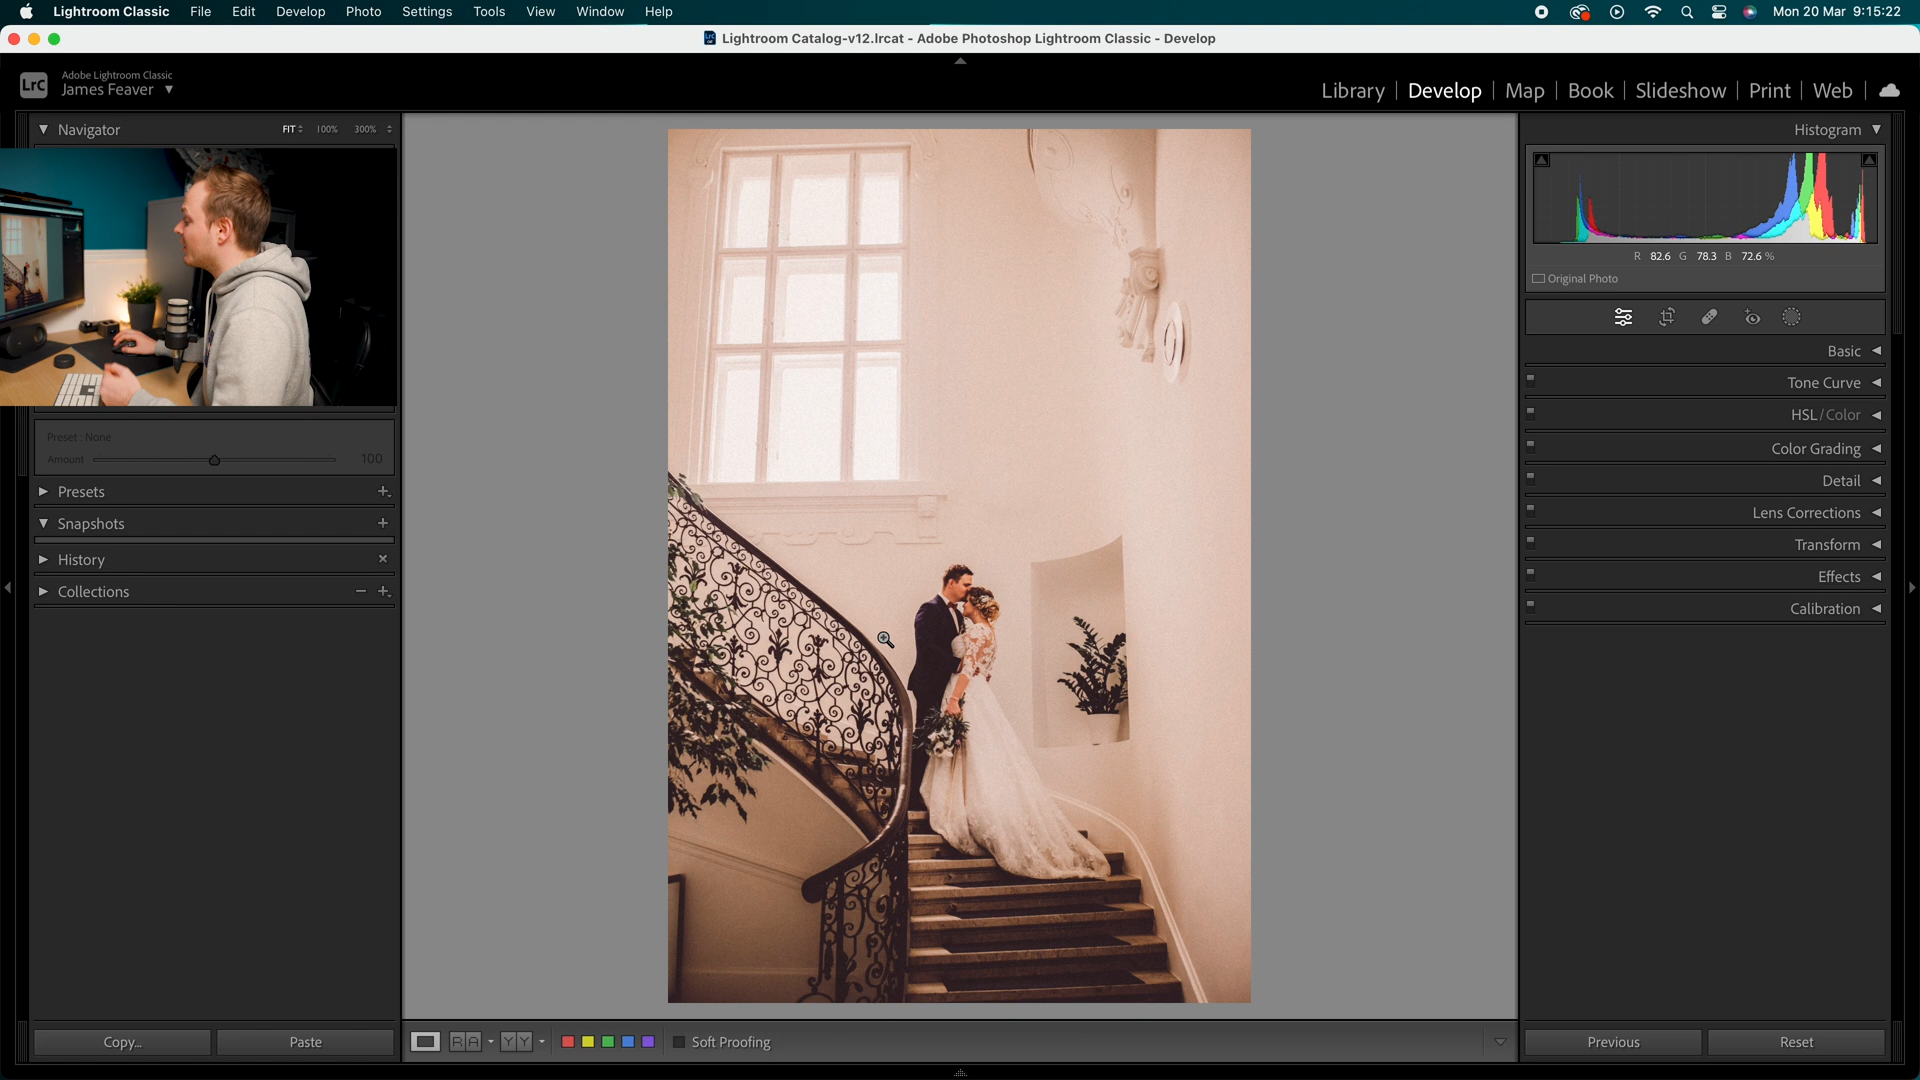 Lightroom Classic File Edit Develop Photo Settings Tools View Window Help Mon 20 Mar 9:15:22
Lightroom Catalog-v12.lrcat - Adobe Photoshop Lightroom Classic - Develop
LrC Adobe Lightroom Classic
James Feaver
Library Develop Map Book Slideshow Print Web
Navigator FIT 100% 300%
Histogram
R 82.6 G 78.3 B 72.6 %
Original Photo
Basic
Tone Curve
HSL / Color
Color Grading
Detail
Lens Corrections
Transform
Effects
Calibration
Preset : None
Amount 100
Presets
Snapshots
History
Collections
Copy... Paste
R A Y Y Soft Proofing
Previous Reset